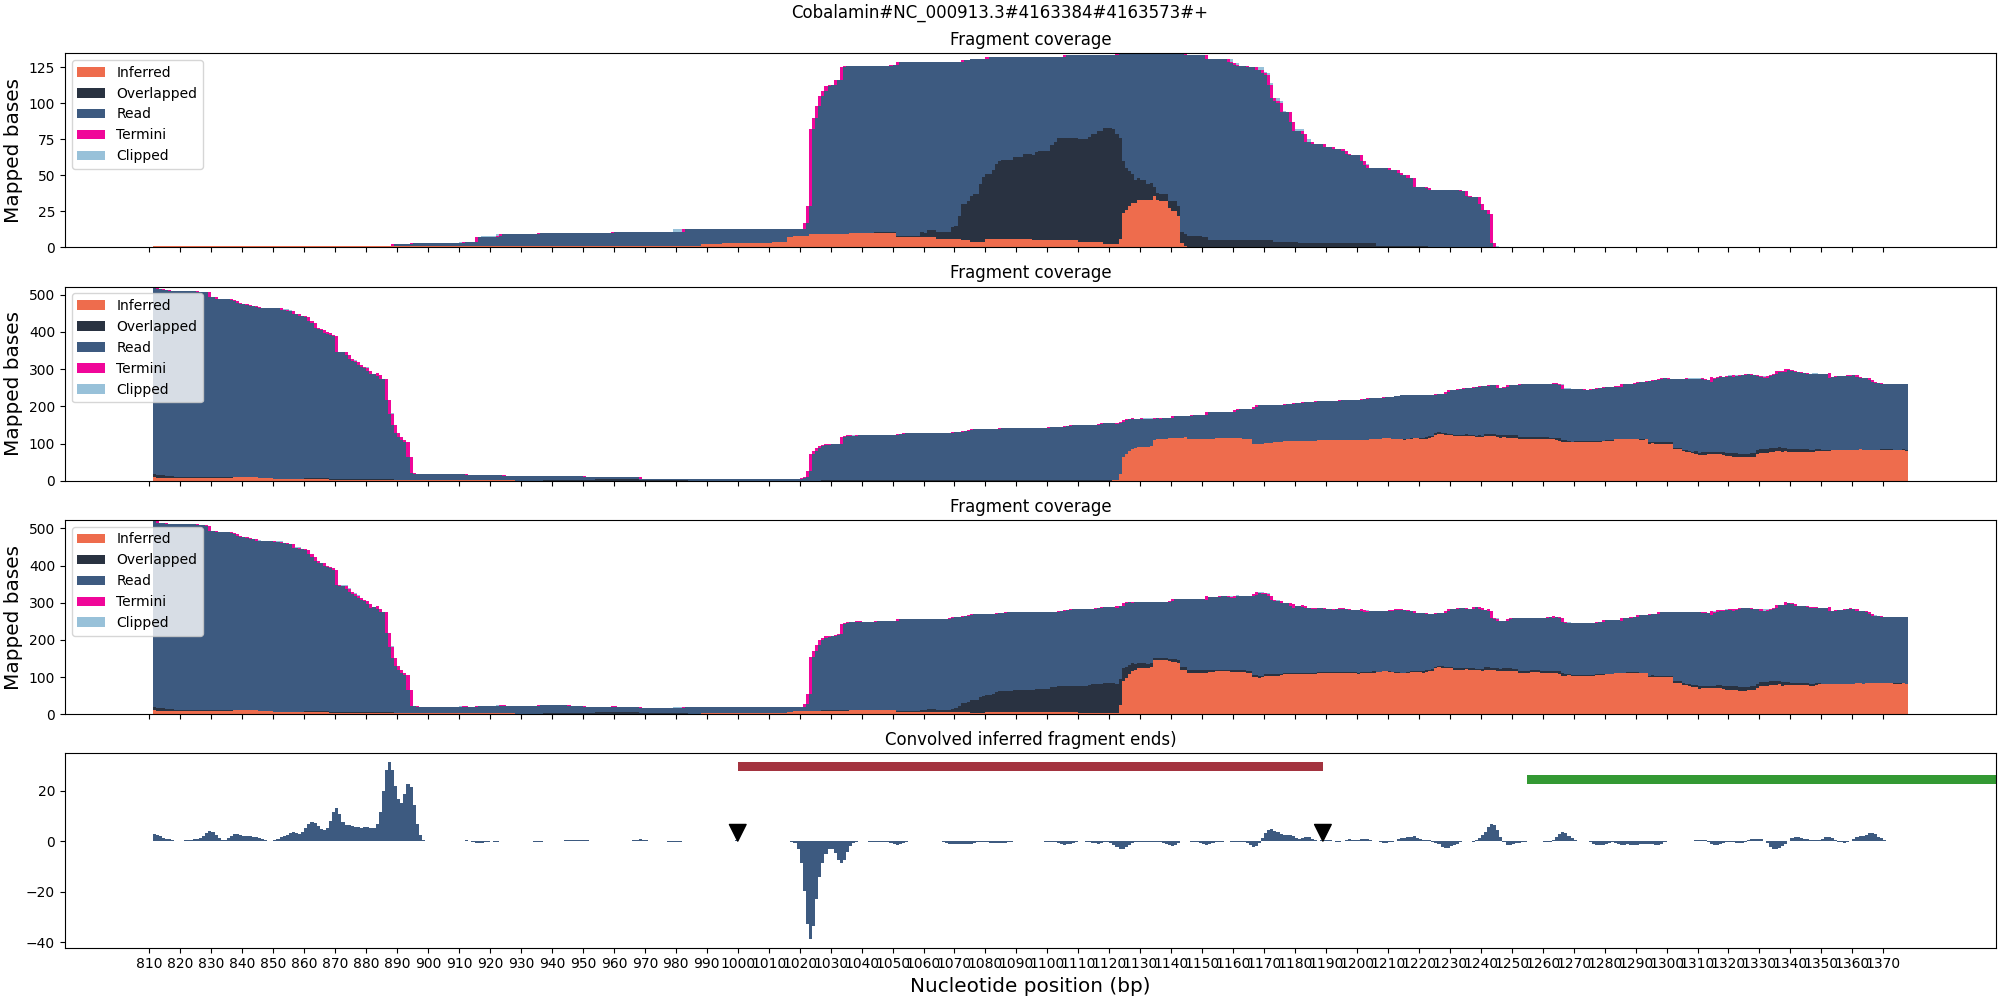 Cobalamin#NC_000913.3#4163384#4163573#+
Fragment coverage
Mapped bases
125
100
75
50
25
0
Inferred
Overlapped
Read
Termini
Clipped
Fragment coverage
Mapped bases
500
400
300
200
100
0
Inferred
Overlapped
Read
Termini
Clipped
Fragment coverage
Mapped bases
500
400
300
200
100
0
Inferred
Overlapped
Read
Termini
Clipped
Convolved inferred fragment ends)
20
0
−20
−40
810 820 830 840 850 860 870 880 890 900 910 920 930 940 950 960 970 980 990 1000 1010 1020 1030 1040 1050 1060 1070 1080 1090 1100 1110 1120 1130 1140 1150 1160 1170 1180 1190 1200 1210 1220 1230 1240 1250 1260 1270 1280 1290 1300 1310 1320 1330 1340 1350 1360 1370
Nucleotide position (bp)